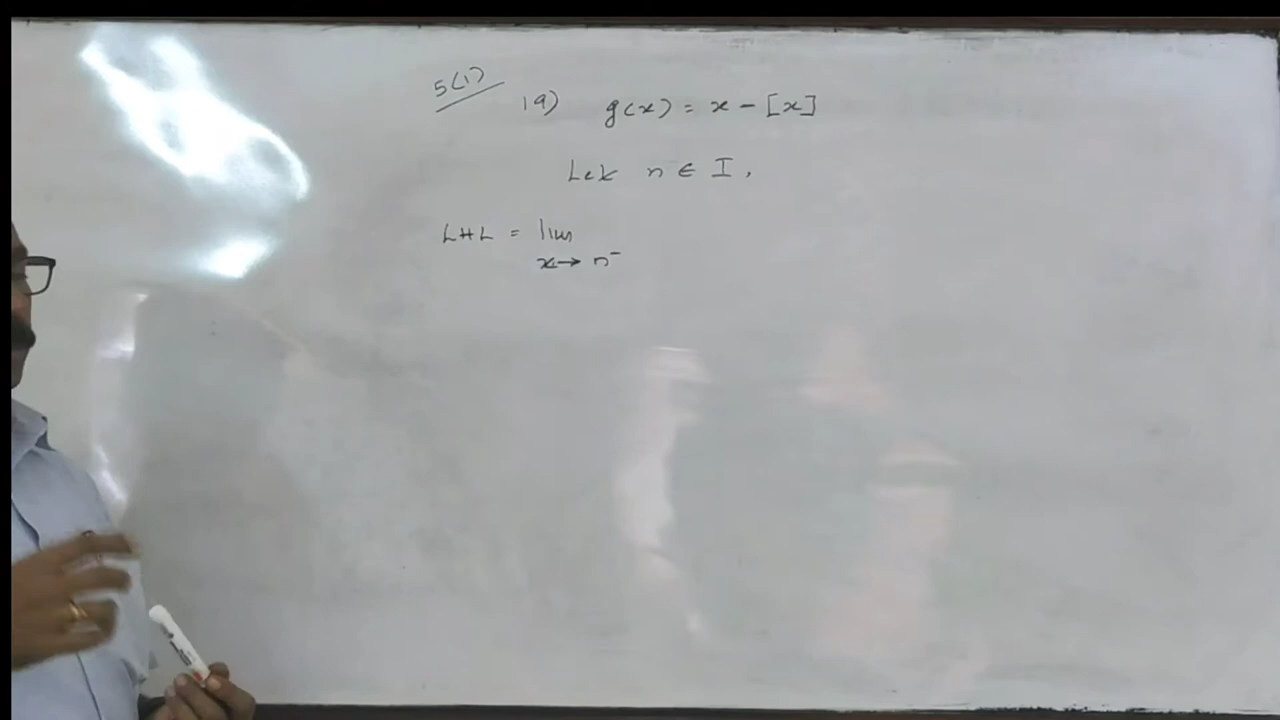 5(1)
19) g(x) = x - [x]
Let n ∈ I,
LHL = lim
x → n⁻